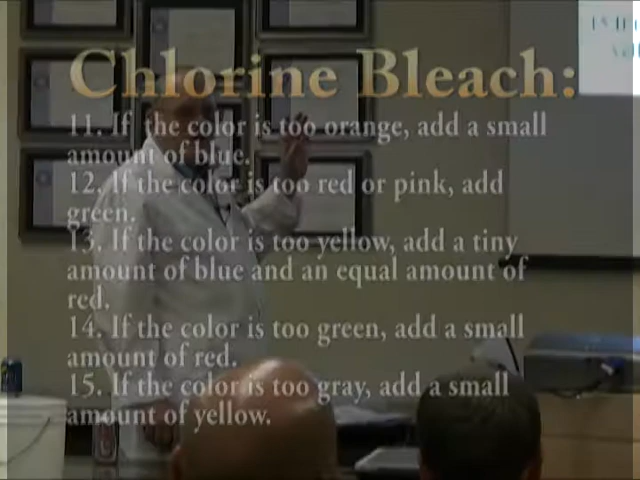 Chlorine Bleach:
11. If the color is too orange, add a small
amount of blue.
12. If the color is too red or pink, add
green.
13. If the color is too yellow, add a tiny
amount of blue and an equal amount of
red.
14. If the color is too green, add a small
amount of red.
15. If the color is too gray, add a small
amount of yellow.